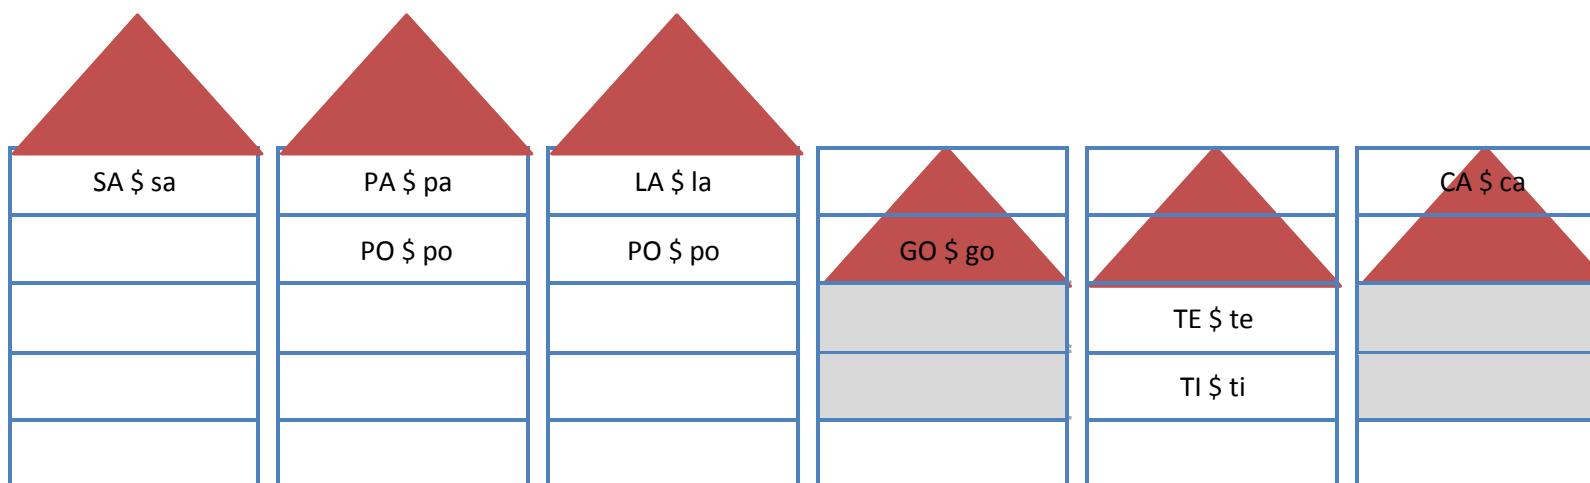 SA $ sa
PA $ pa
LA $ la
CA $ ca
PO $ po
PO $ po
GO $ go
TE $ te
TI $ ti